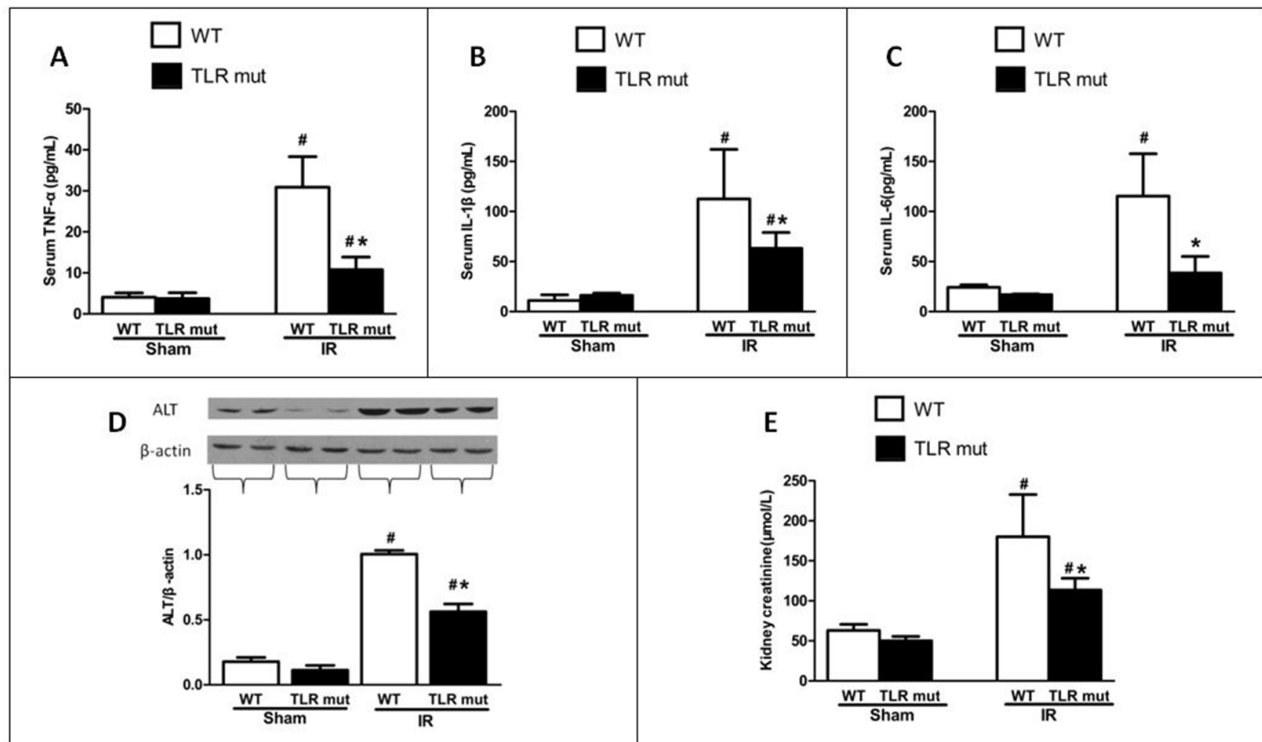 A
WT
TLR mut
Serum TNF-α (pg/mL)
50
40
30
20
10
0
#
#*
WT TLR mut WT TLR mut
Sham IR
B
WT
TLR mut
Serum IL-1β (pg/mL)
200
150
100
50
0
#
#*
WT TLR mut WT TLR mut
Sham IR
C
WT
TLR mut
Serum IL-6(pg/mL)
200
150
100
50
0
#
*
WT TLR mut WT TLR mut
Sham IR
D
ALT
β-actin
ALT/β-actin
1.5
1.0
0.5
0.0
#
#*
WT TLR mut WT TLR mut
Sham IR
E
WT
TLR mut
Kidney creatinine(µmol/L)
250
200
150
100
50
0
#
#*
WT TLR mut WT TLR mut
Sham IR